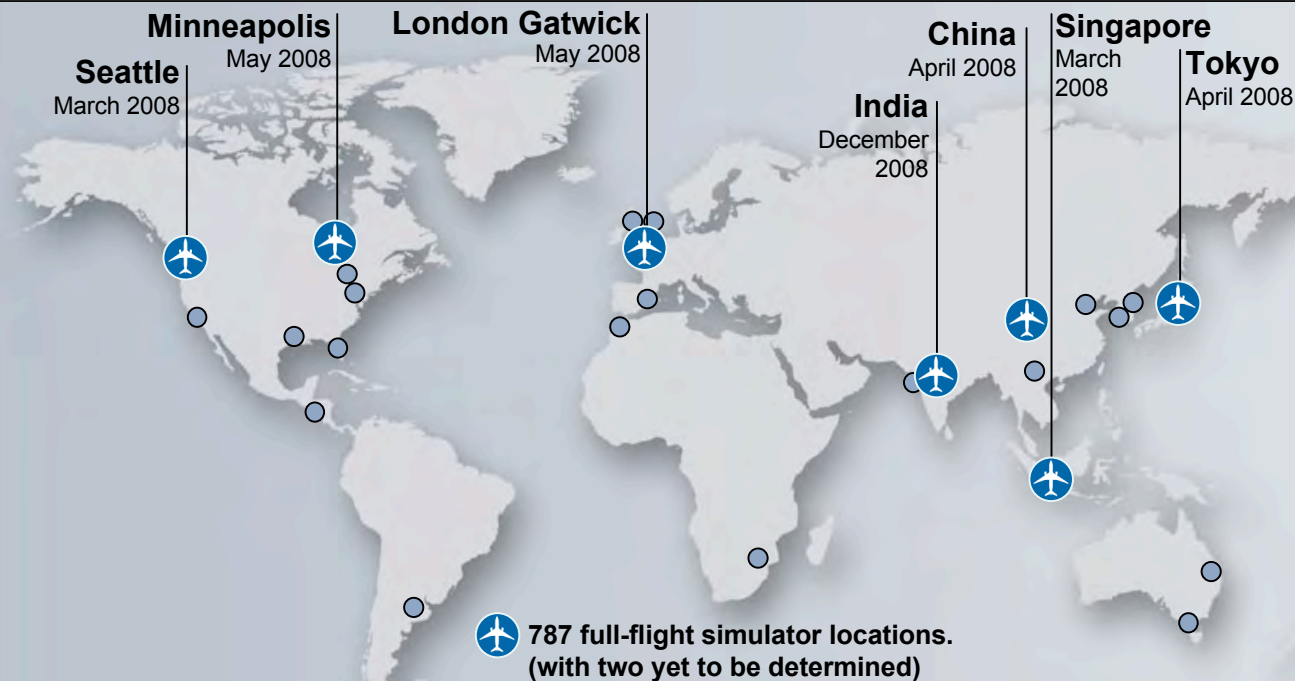 Seattle
March 2008
Minneapolis
May 2008
London Gatwick
May 2008
India
December
2008
China
April 2008
Singapore
March
2008
Tokyo
April 2008
787 full-flight simulator locations.
(with two yet to be determined)